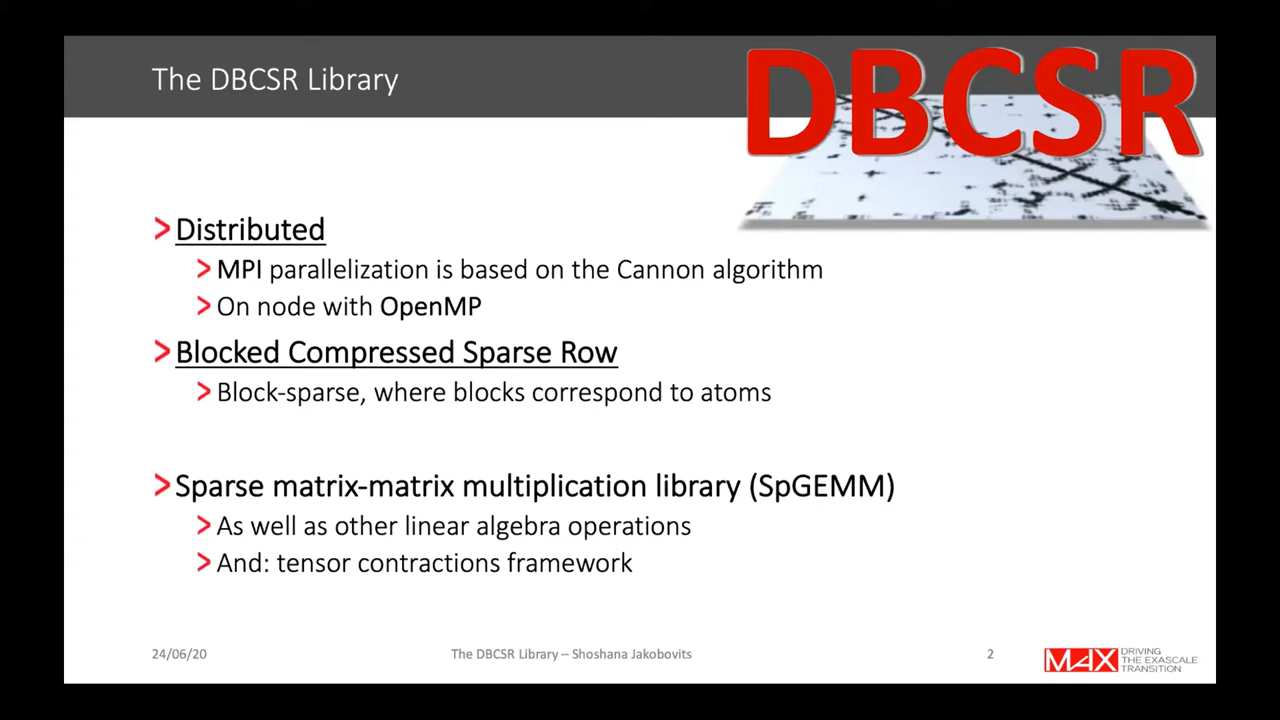 The DBCSR Library
DBCSR
> Distributed
> MPI parallelization is based on the Cannon algorithm
> On node with OpenMP
> Blocked Compressed Sparse Row
> Block-sparse, where blocks correspond to atoms
> Sparse matrix-matrix multiplication library (SpGEMM)
> As well as other linear algebra operations
> And: tensor contractions framework
24/06/20
The DBCSR Library – Shoshana Jakobovits
2
MAX
DRIVING
THE EXASCALE
TRANSITION